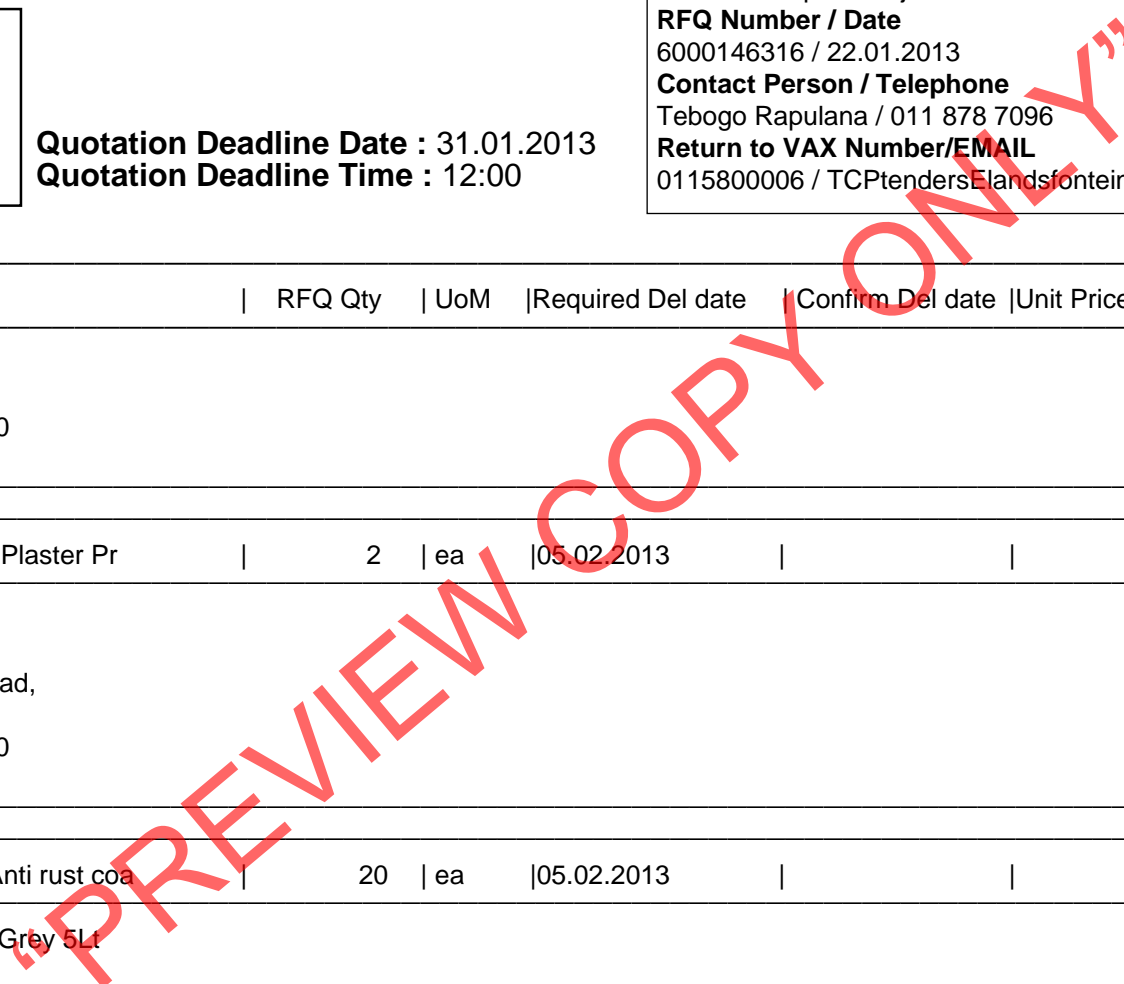 RFQ Number / Date
6000146316 / 22.01.2013
Contact Person / Telephone
Tebogo Rapulana / 011 878 7096
Return to VAX Number/EMAIL
0115800006 / TCPtendersElandsfontein
Quotation Deadline Date : 31.01.2013
Quotation Deadline Time : 12:00
| RFQ Qty | UoM |Required Del date | Confirm Del date |Unit Price
0
Plaster Pr | 2 | ea |05.02.2013 | |
ad,
0
Anti rust coa | 20 | ea |05.02.2013 | |
Grey 5Lt
“PREVIEW COPY ONLY”